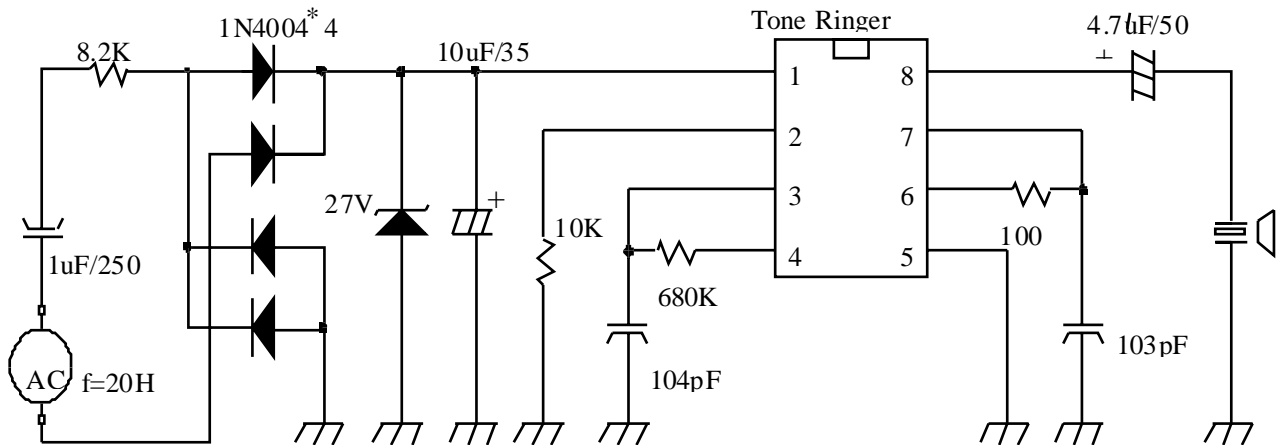 Tone Ringer
1N4004*4
4.7uF/50
8.2K
10uF/35
+
1
8
2
7
3
6
27V
+
10K
100
4
5
1uF/250
680K
103pF
104pF
AC
f=20H